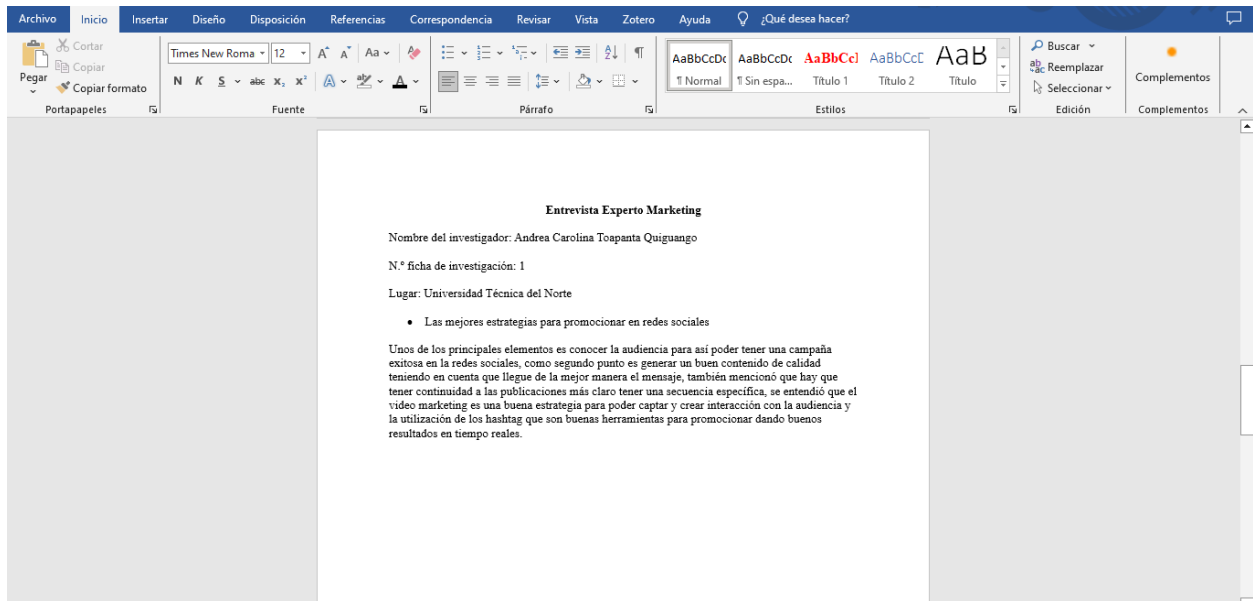 Archivo Inicio Insertar Diseño Disposición Referencias Correspondencia Revisar Vista Zotero Ayuda ¿Qué desea hacer?
Pegar
Cortar
Copiar
Copiar formato
Portapapeles
Times New Roma 12
N K S abc X₂ X²
Aa
Fuente
Párrafo
AaBbCcDc AaBbCcDc AaBbCcl AaBbCcE AaB
¶ Normal ¶ Sin espa... Título 1 Título 2 Título
Estilos
Buscar
Reemplazar
Seleccionar
Edición
Complementos
Complementos
Entrevista Experto Marketing
Nombre del investigador: Andrea Carolina Toapanta Quiguango
N.º ficha de investigación: 1
Lugar: Universidad Técnica del Norte
• Las mejores estrategias para promocionar en redes sociales
Unos de los principales elementos es conocer la audiencia para así poder tener una campaña
exitosa en la redes sociales, como segundo punto es generar un buen contenido de calidad
teniendo en cuenta que llegue de la mejor manera el mensaje, también mencionó que hay que
tener continuidad a las publicaciones más claro tener una secuencia específica, se entendió que el
video marketing es una buena estrategia para poder captar y crear interacción con la audiencia y
la utilización de los hashtag que son buenas herramientas para promocionar dando buenos
resultados en tiempo reales.